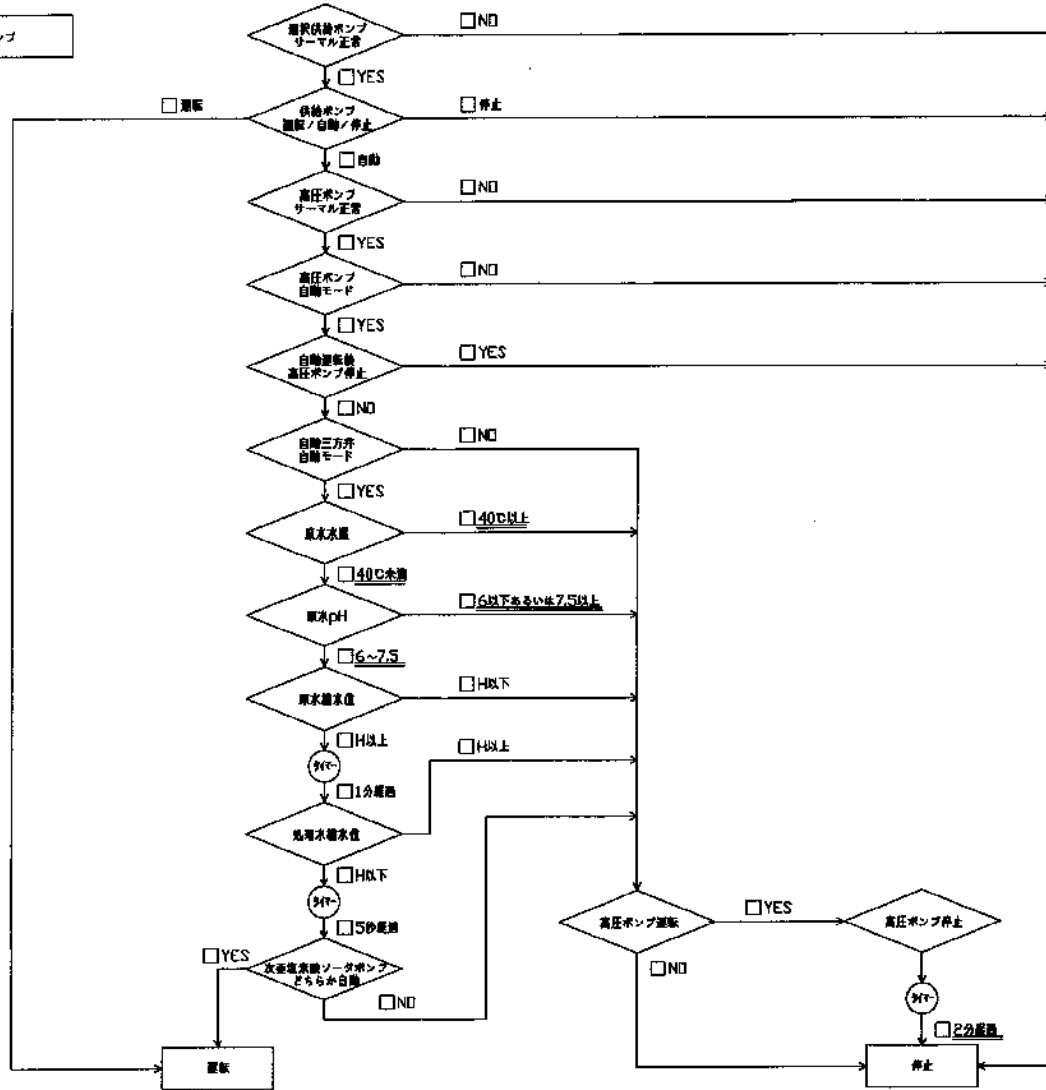 ンプ
選択供給ポンプ
サーマル正常
□NO
□YES
□運転
供給ポンプ
運転/自動/停止
□停止
□自動
高圧ポンプ
サーマル正常
□NO
□YES
高圧ポンプ
自動モード
□NO
□YES
自動運転後
高圧ポンプ停止
□YES
□NO
自動三方弁
自動モード
□NO
□YES
原水水温
□40℃以上
□40℃未満
原水pH
□6以下あるいは7.5以上
□6~7.5
原水槽水位
□H以下
□H以上
タイマー
□1分経過
□H以上
処理水槽水位
□H以下
タイマー
□5秒経過
□YES
次亜塩素酸ソーダポンプ
どちらか自動
□NO
高圧ポンプ運転
□YES
高圧ポンプ停止
□NO
タイマー
□2分経過
運転
停止